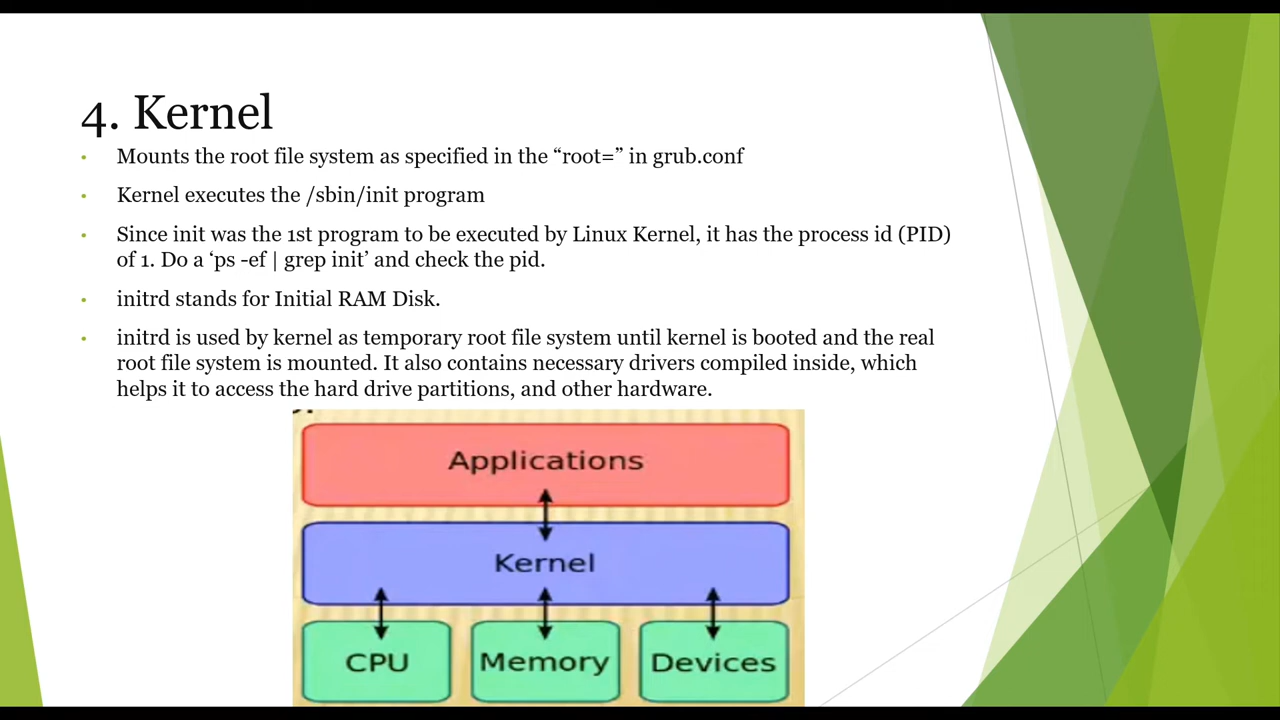 4. Kernel
• Mounts the root file system as specified in the “root=” in grub.conf
• Kernel executes the /sbin/init program
• Since init was the 1st program to be executed by Linux Kernel, it has the process id (PID)
of 1. Do a ‘ps -ef | grep init’ and check the pid.
• initrd stands for Initial RAM Disk.
• initrd is used by kernel as temporary root file system until kernel is booted and the real
root file system is mounted. It also contains necessary drivers compiled inside, which
helps it to access the hard drive partitions, and other hardware.
Applications
Kernel
CPU Memory Devices